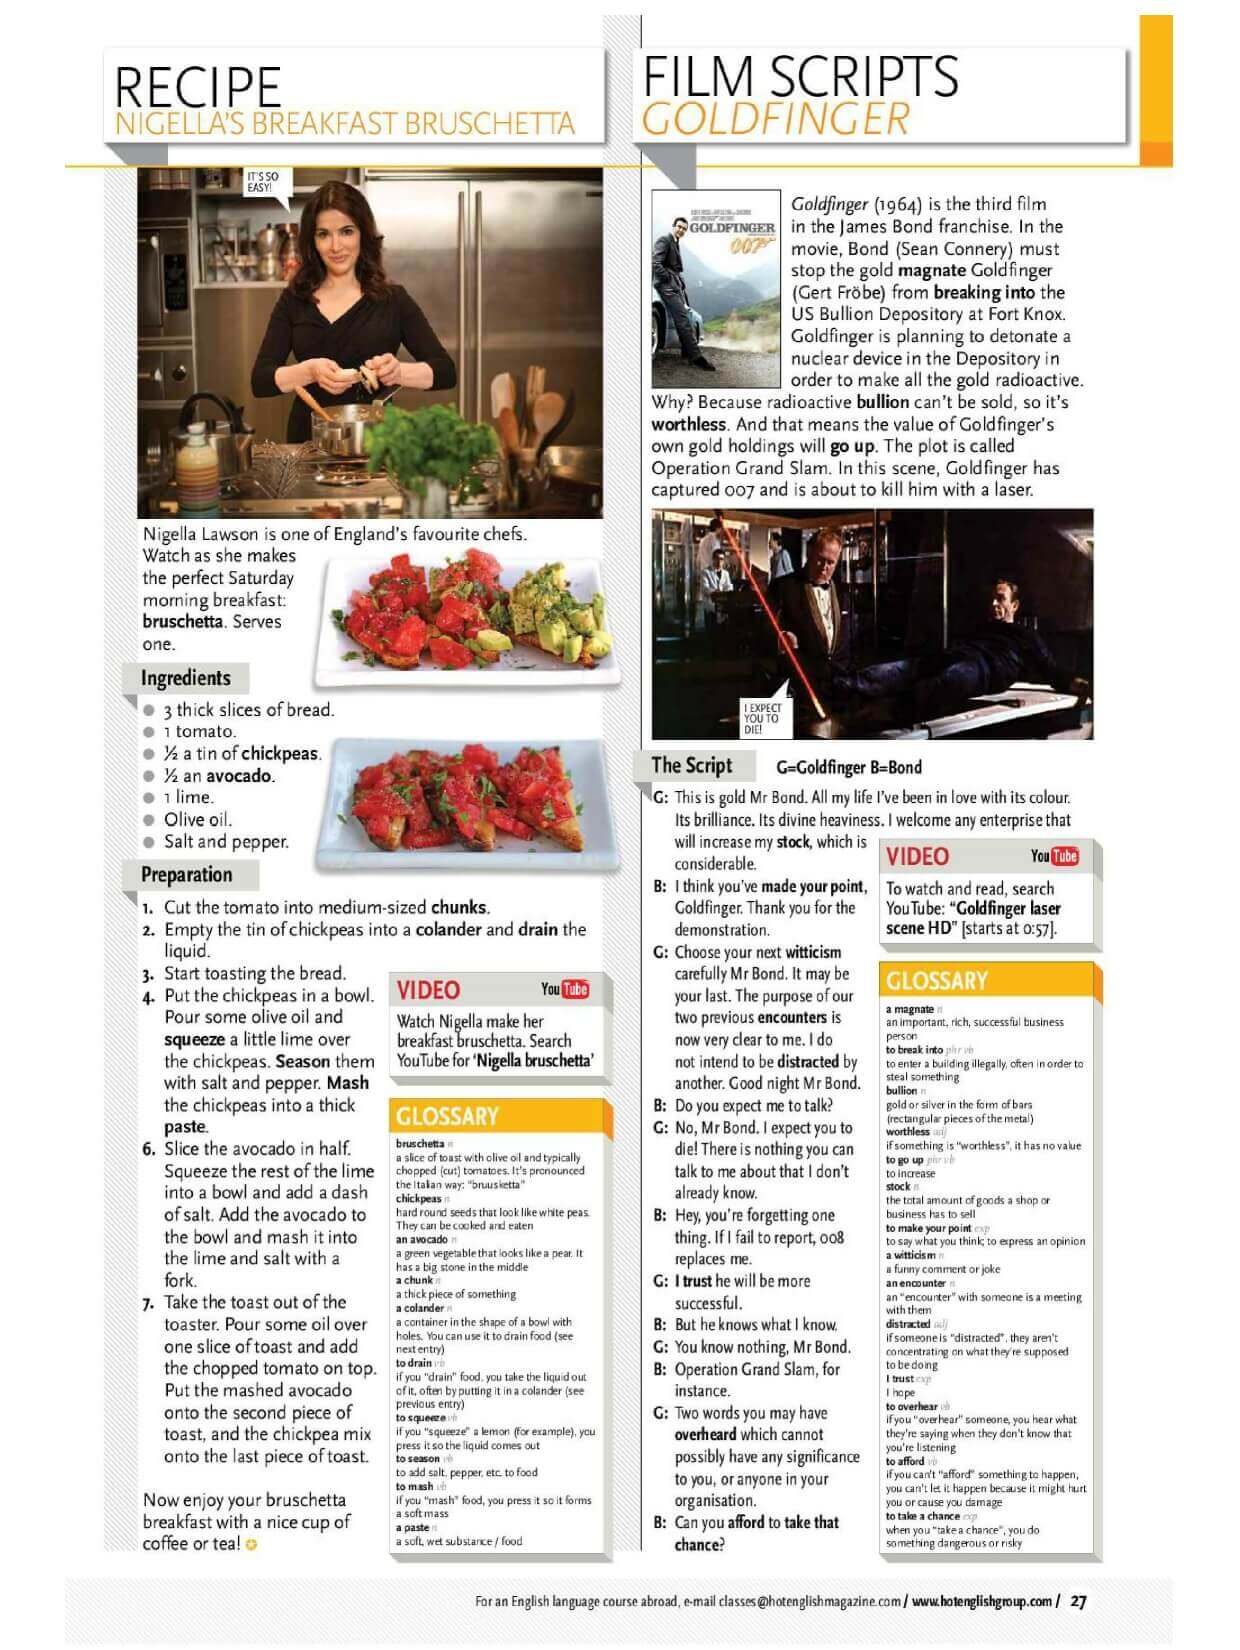 RECIPE
NIGELLA'S BREAKFAST BRUSCHETTA
IT'S SO
EASY!
Nigella Lawson is one of England's favourite chefs.
Watch as she makes
the perfect Saturday
morning breakfast:
bruschetta. Serves
one.
Ingredients
3 thick slices of bread.
1 tomato.
½ a tin of chickpeas.
½ an avocado.
1 lime.
Olive oil.
Salt and pepper.
Preparation
1. Cut the tomato into medium-sized chunks.
2. Empty the tin of chickpeas into a colander and drain the
liquid.
3. Start toasting the bread.
4. Put the chickpeas in a bowl.
Pour some olive oil and
squeeze a little lime over
the chickpeas. Season them
with salt and pepper. Mash
the chickpeas into a thick
paste.
6. Slice the avocado in half.
Squeeze the rest of the lime
into a bowl and add a dash
of salt. Add the avocado to
the bowl and mash it into
the lime and salt with a
fork.
7. Take the toast out of the
toaster. Pour some oil over
one slice of toast and add
the chopped tomato on top.
Put the mashed avocado
onto the second piece of
toast, and the chickpea mix
onto the last piece of toast.
Now enjoy your bruschetta
breakfast with a nice cup of
coffee or tea!
VIDEO YouTube
Watch Nigella make her
breakfast bruschetta. Search
YouTube for 'Nigella bruschetta'
GLOSSARY
bruschetta n
a slice of toast with olive oil and typically
chopped (cut) tomatoes. It's pronounced
the Italian way: "bruusketta"
chickpeas n
hard round seeds that look like white peas.
They can be cooked and eaten
an avocado n
a green vegetable that looks like a pear. It
has a big stone in the middle
a chunk n
a thick piece of something
a colander n
a container in the shape of a bowl with
holes. You can use it to drain food (see
next entry)
to drain vb
if you "drain" food, you take the liquid out
of it, often by putting it in a colander (see
previous entry)
to squeeze vb
if you "squeeze" a lemon (for example), you
press it so the liquid comes out
to season vb
to add salt, pepper, etc. to food
to mash vb
if you "mash" food, you press it so it forms
a soft mass
a paste n
a soft, wet substance / food
FILM SCRIPTS
GOLDFINGER
GOLDFINGER
007
Goldfinger (1964) is the third film
in the James Bond franchise. In the
movie, Bond (Sean Connery) must
stop the gold magnate Goldfinger
(Gert Fröbe) from breaking into the
US Bullion Depository at Fort Knox.
Goldfinger is planning to detonate a
nuclear device in the Depository in
order to make all the gold radioactive.
Why? Because radioactive bullion can't be sold, so it's
worthless. And that means the value of Goldfinger's
own gold holdings will go up. The plot is called
Operation Grand Slam. In this scene, Goldfinger has
captured 007 and is about to kill him with a laser.
I EXPECT
YOU TO
DIE!
The Script G=Goldfinger B=Bond
G: This is gold Mr Bond. All my life I've been in love with its colour.
Its brilliance. Its divine heaviness. I welcome any enterprise that
will increase my stock, which is
considerable.
B: I think you've made your point,
Goldfinger. Thank you for the
demonstration.
G: Choose your next witticism
carefully Mr Bond. It may be
your last. The purpose of our
two previous encounters is
now very clear to me. I do
not intend to be distracted by
another. Good night Mr Bond.
B: Do you expect me to talk?
G: No, Mr Bond. I expect you to
die! There is nothing you can
talk to me about that I don't
already know.
B: Hey, you're forgetting one
thing. If I fail to report, 008
replaces me.
G: I trust he will be more
successful.
B: But he knows what I know.
G: You know nothing, Mr Bond.
B: Operation Grand Slam, for
instance.
G: Two words you may have
overheard which cannot
possibly have any significance
to you, or anyone in your
organisation.
B: Can you afford to take that
chance?
VIDEO YouTube
To watch and read, search
YouTube: "Goldfinger laser
scene HD" [starts at 0:57].
GLOSSARY
a magnate n
an important, rich, successful business
person
to break into phr vb
to enter a building illegally, often in order to
steal something
bullion n
gold or silver in the form of bars
(rectangular pieces of the metal)
worthless adj
if something is "worthless", it has no value
to go up phr vb
to increase
stock n
the total amount of goods a shop or
business has to sell
to make your point exp
to say what you think; to express an opinion
a witticism n
a funny comment or joke
an encounter n
an "encounter" with someone is a meeting
with them
distracted adj
if someone is "distracted", they aren't
concentrating on what they're supposed
to be doing
I trust exp
I hope
to overhear vb
if you "overhear" someone, you hear what
they're saying when they don't know that
you're listening
to afford vb
if you can't "afford" something to happen,
you can't let it happen because it might hurt
you or cause you damage
to take a chance exp
when you "take a chance", you do
something dangerous or risky
For an English language course abroad, e-mail classes@hotenglishmagazine.com / www.hotenglishgroup.com / 27